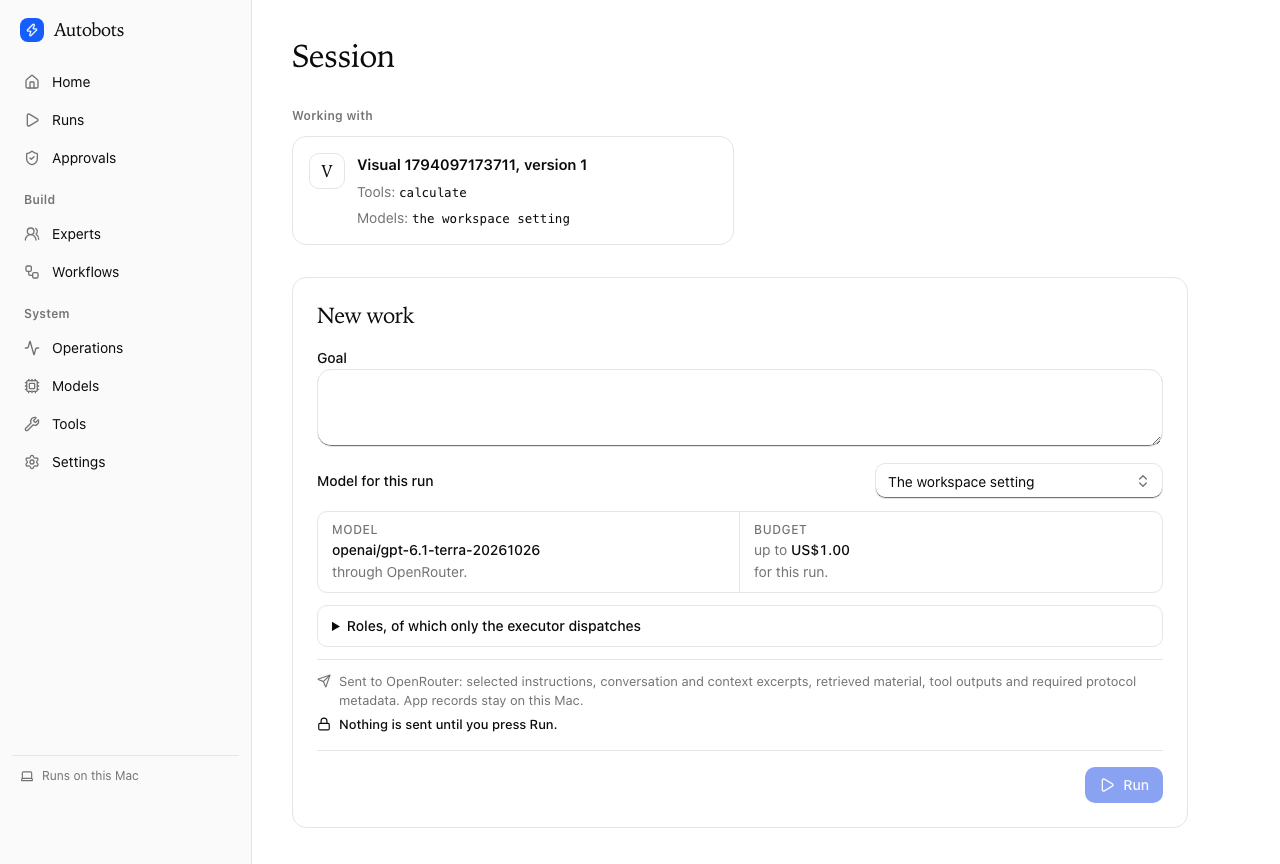 Autobots
Home
Runs
Approvals
Build
Experts
Workflows
System
Operations
Models
Tools
Settings
Runs on this Mac
Session
Working with
V
Visual 1794097173711, version 1
Tools: calculate
Models: the workspace setting
New work
Goal
Model for this run
The workspace setting
MODEL
openai/gpt-6.1-terra-20261026
through OpenRouter.
BUDGET
up to US$1.00
for this run.
Roles, of which only the executor dispatches
Sent to OpenRouter: selected instructions, conversation and context excerpts, retrieved material, tool outputs and required protocol
metadata. App records stay on this Mac.
Nothing is sent until you press Run.
Run